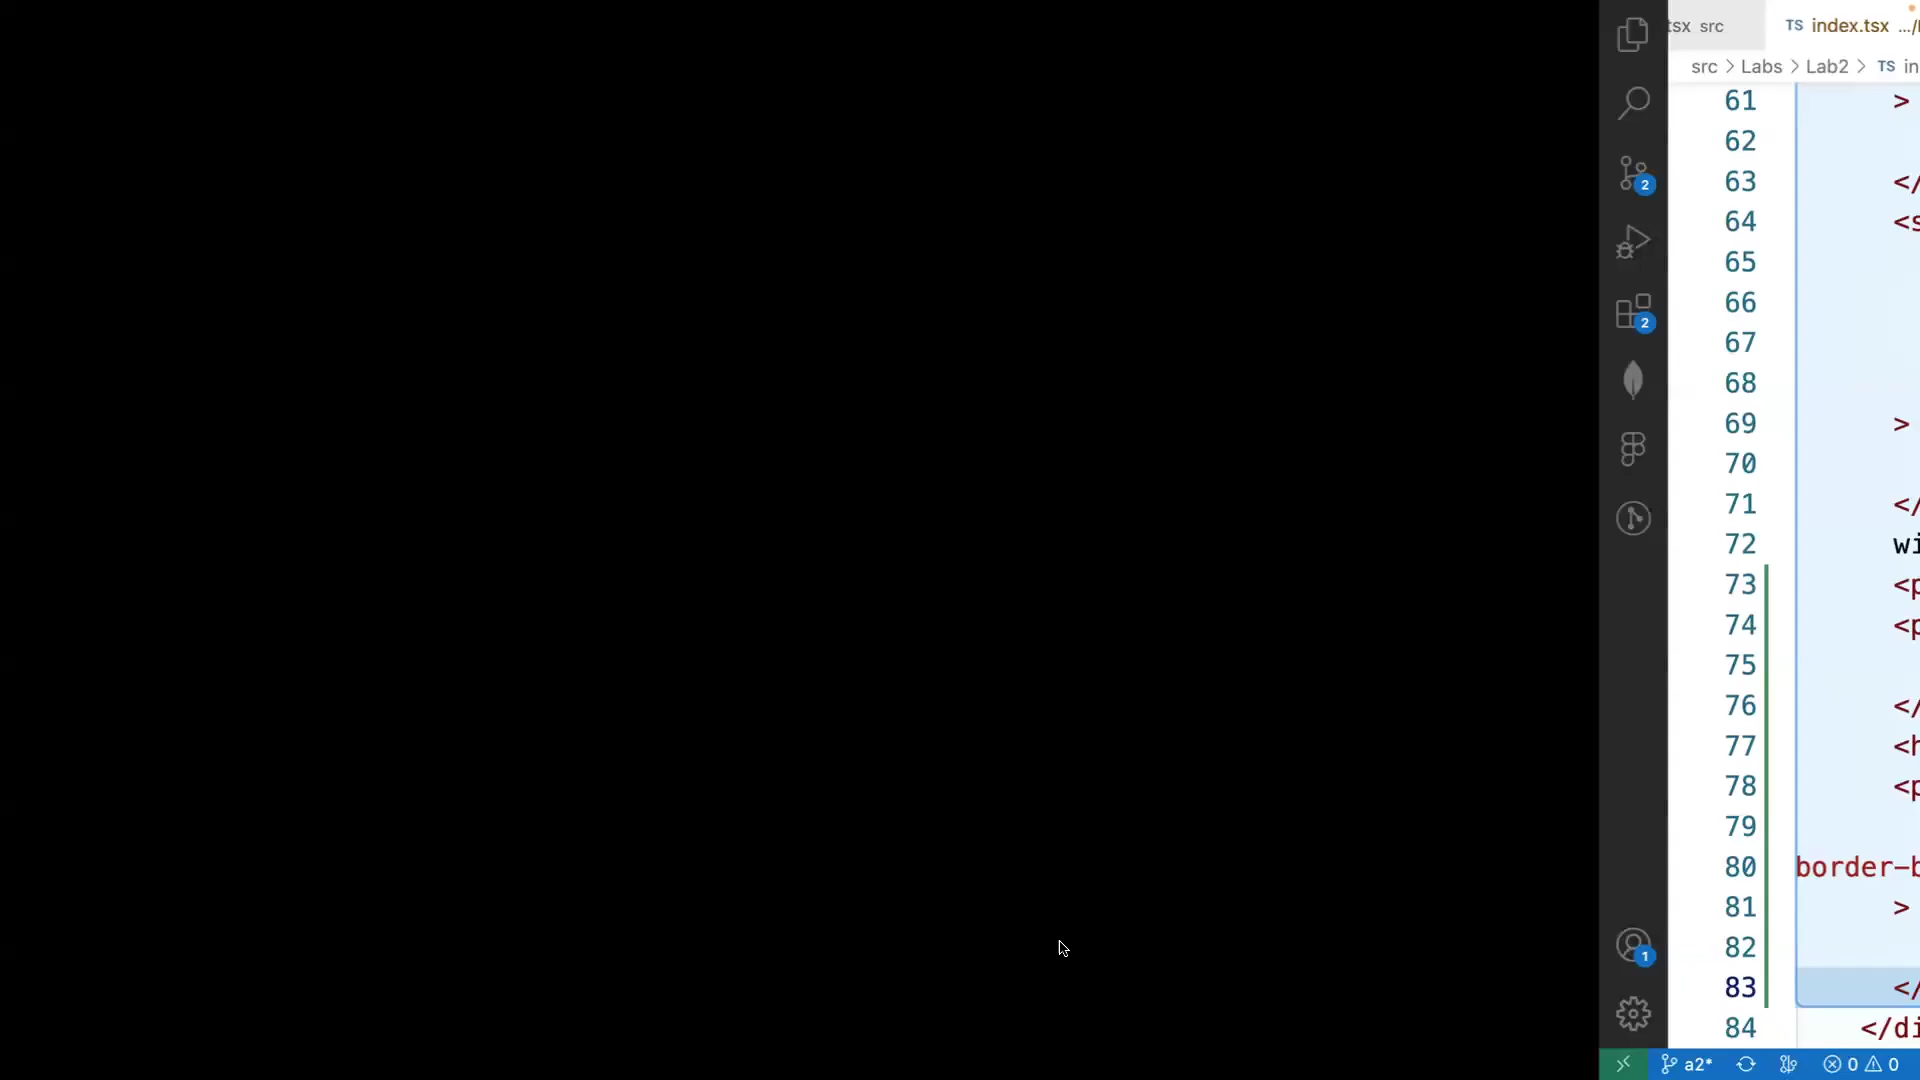 tsx src
TS index.tsx .../
src > Labs > Lab2 > TS in
61 >
62
63 </
64 <s
65
66
67
68
69 >
70
71 </
72 wi
73 <p
74 <p
75
76 </
77 <h
78 <p
79
80 border-b
81 >
82
83 </
84 </di
2
2
1
a2* 0 0